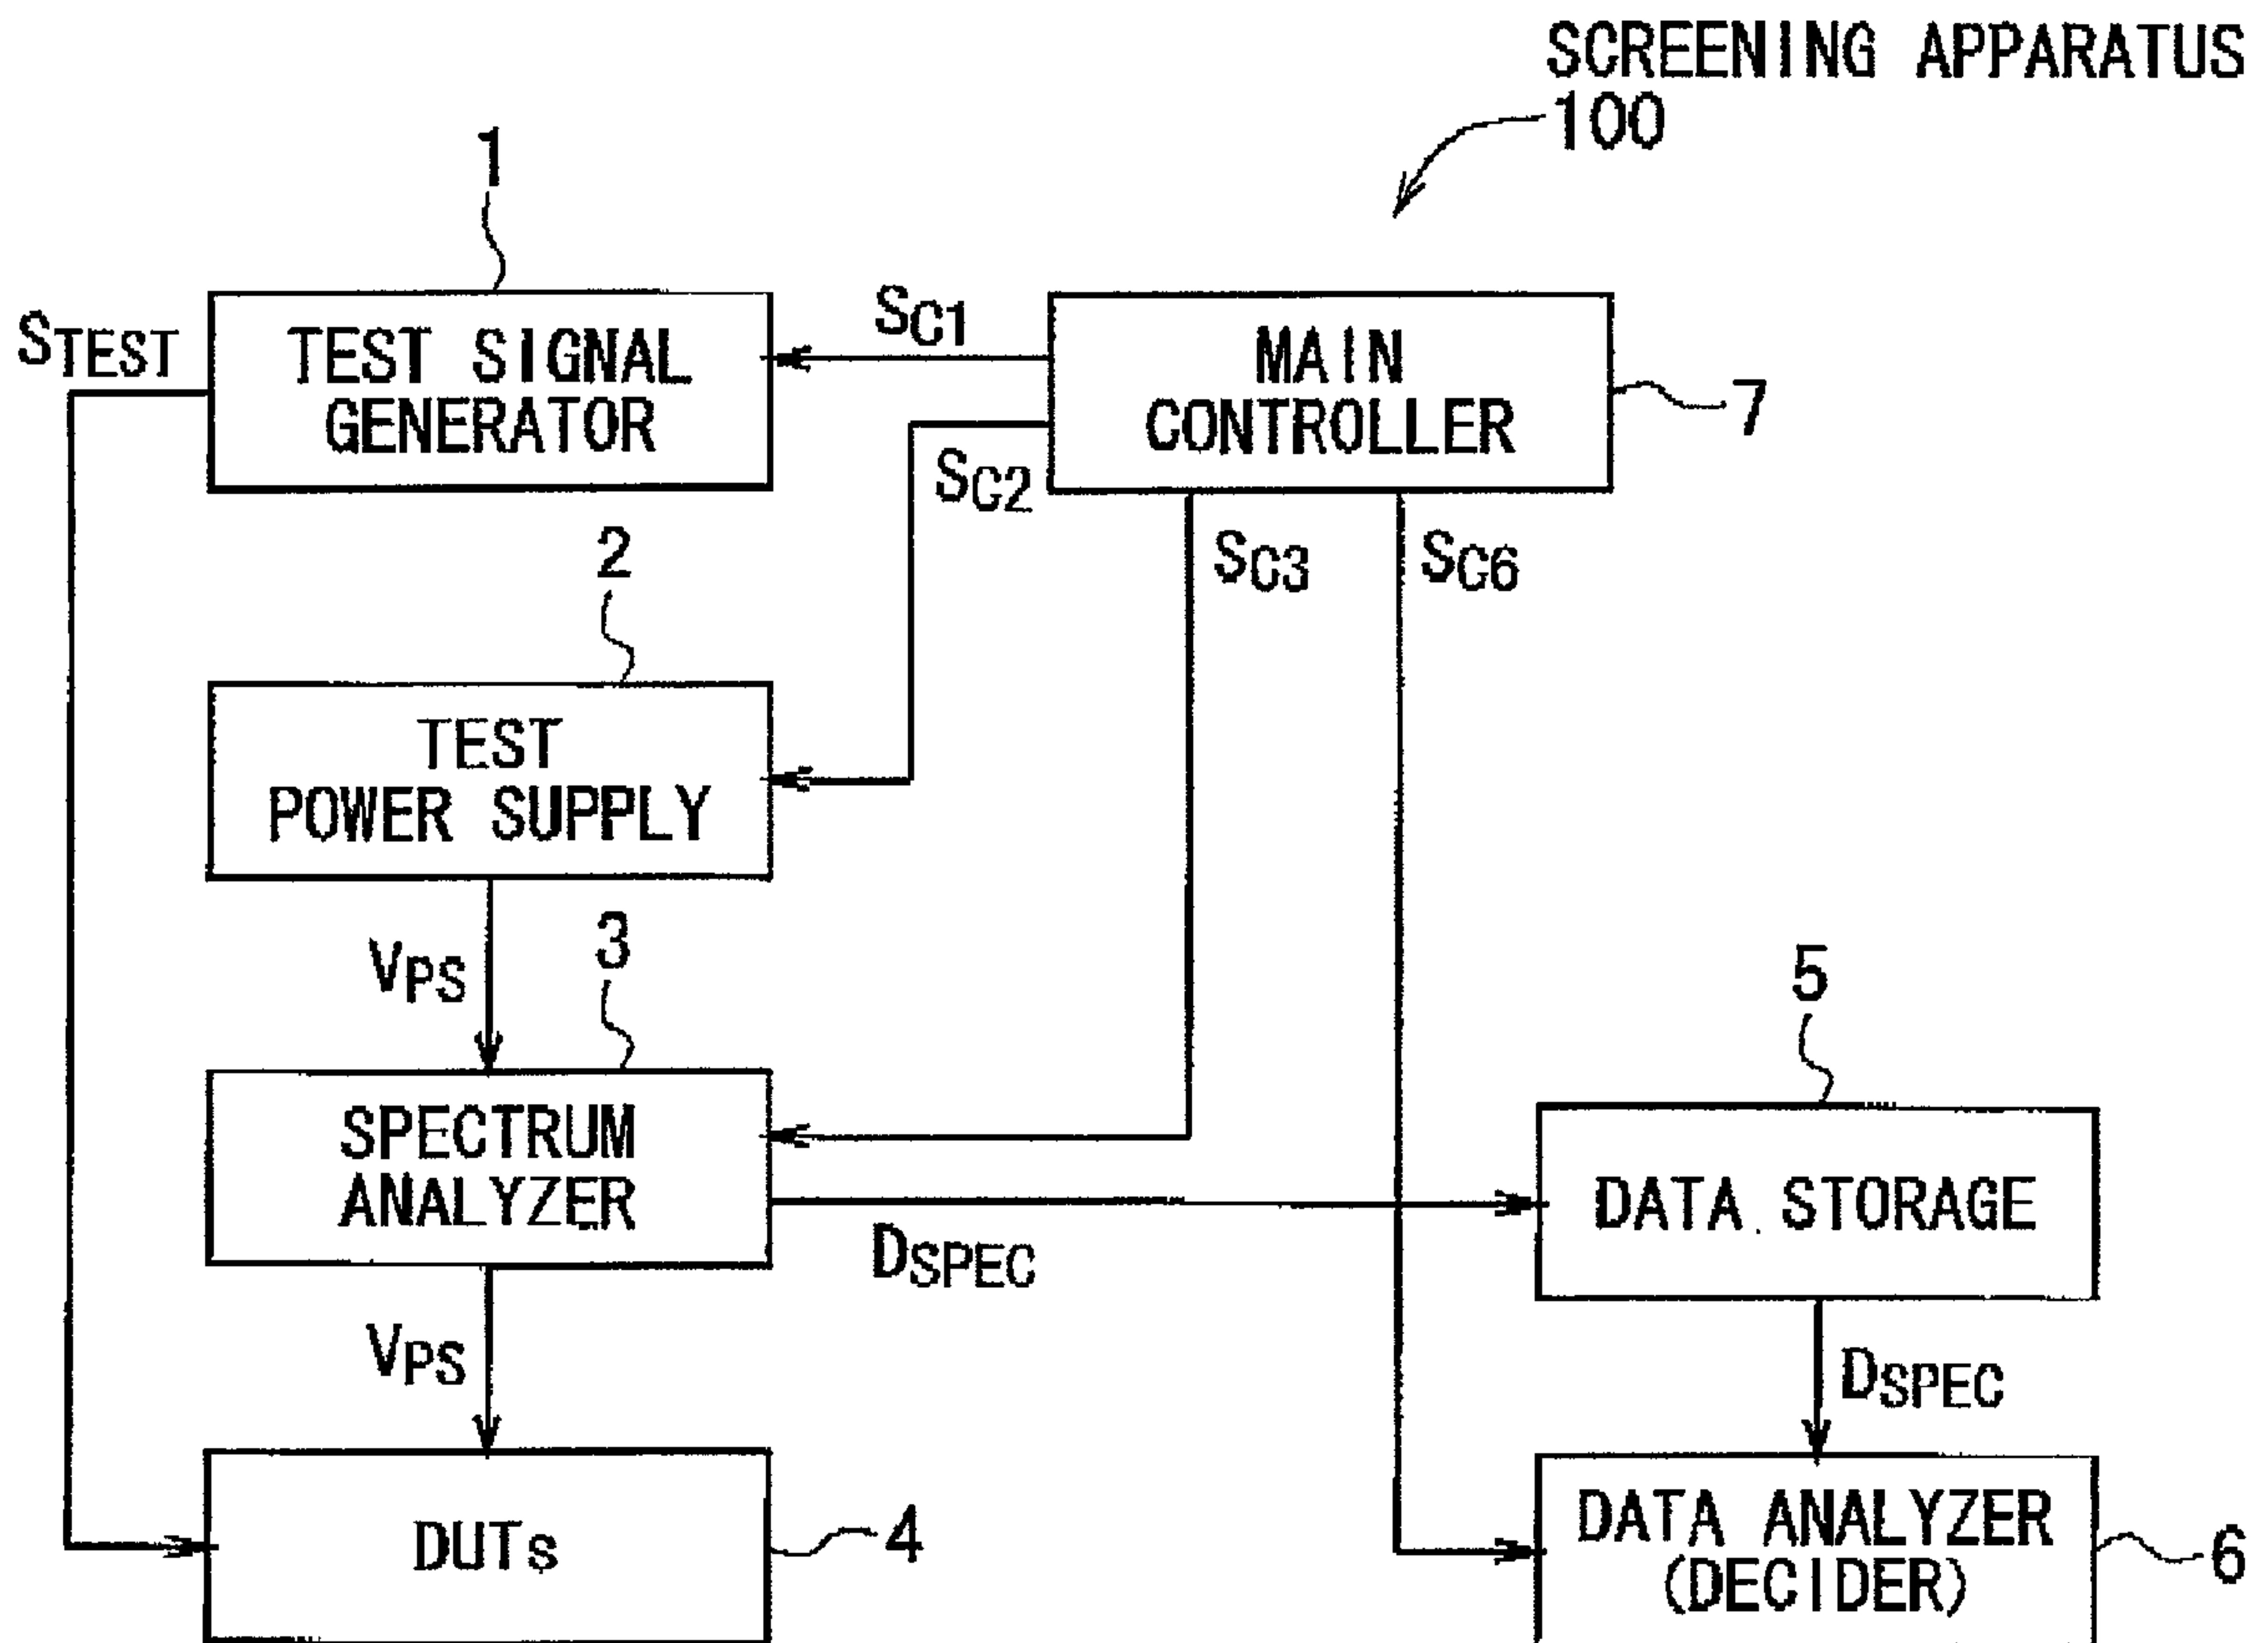 SCREENING APPARATUS
100
1
STEST
TEST SIGNAL
GENERATOR
SC1
MAIN
CONTROLLER
7
SC2
SC3
SC6
2
TEST
POWER SUPPLY
VPS
3
SPECTRUM
ANALYZER
5
DATA STORAGE
DSPEC
VPS
DSPEC
DUTs
4
DATA ANALYZER
(DECIDER)
6